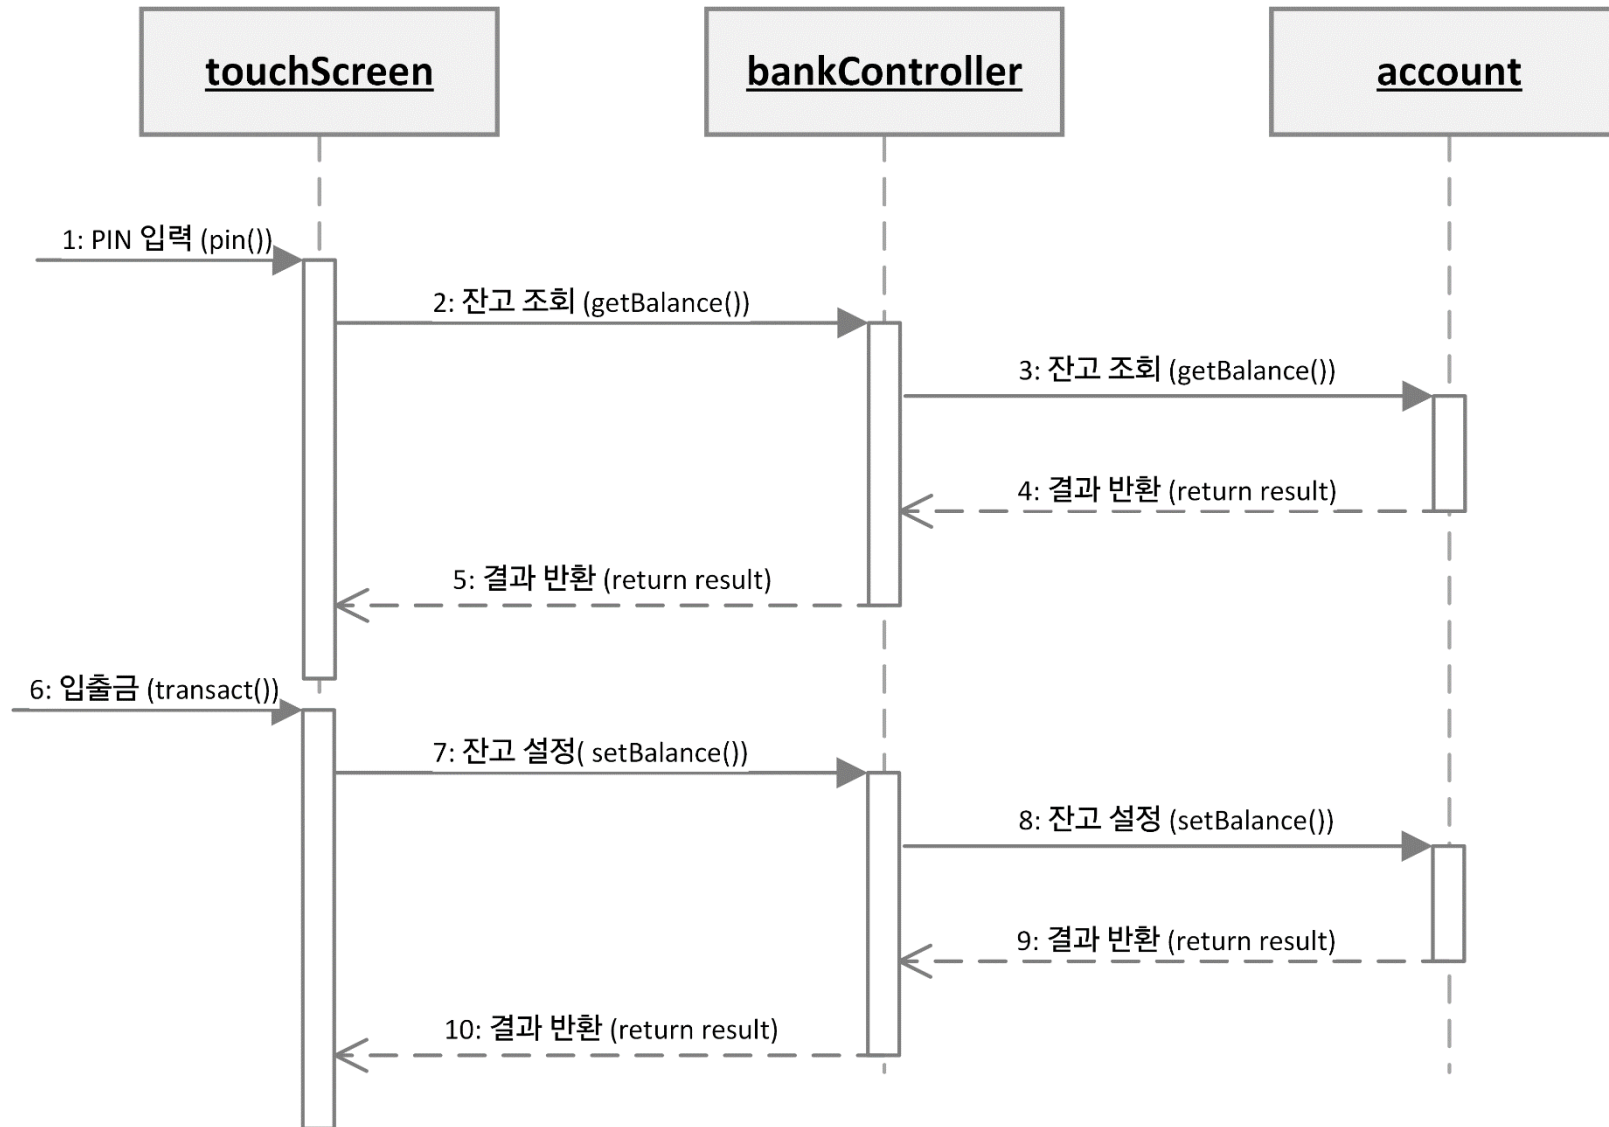 touchScreen
bankController
account
1: PIN 입력 (pin())
2: 잔고 조회 (getBalance())
3: 잔고 조회 (getBalance())
4: 결과 반환 (return result)
5: 결과 반환 (return result)
6: 입출금 (transact())
7: 잔고 설정( setBalance())
8: 잔고 설정 (setBalance())
9: 결과 반환 (return result)
10: 결과 반환 (return result)